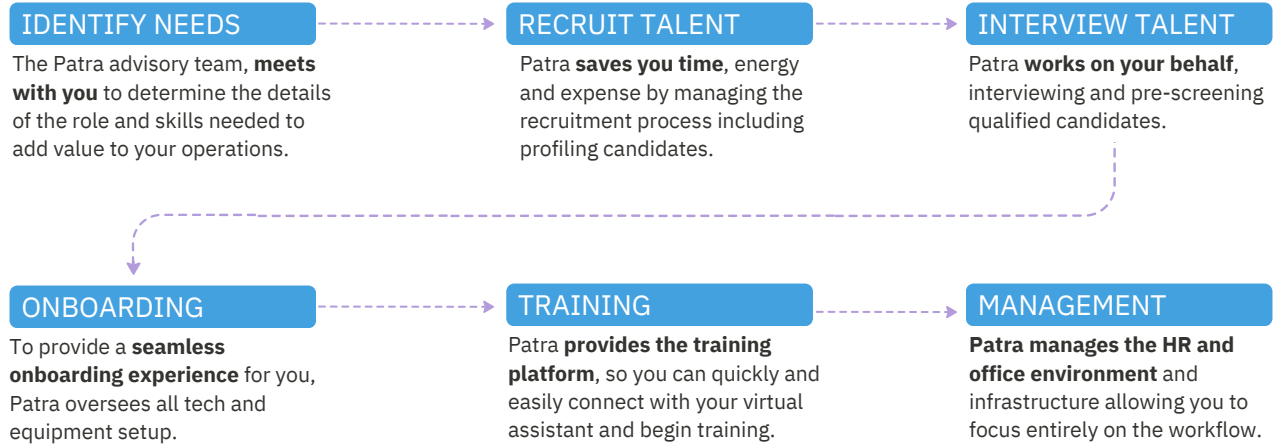 IDENTIFY NEEDS
The Patra advisory team, meets
with you to determine the details
of the role and skills needed to
add value to your operations.
RECRUIT TALENT
Patra saves you time, energy
and expense by managing the
recruitment process including
profiling candidates.
INTERVIEW TALENT
Patra works on your behalf,
interviewing and pre-screening
qualified candidates.
ONBOARDING
To provide a seamless
onboarding experience for you,
Patra oversees all tech and
equipment setup.
TRAINING
Patra provides the training
platform, so you can quickly and
easily connect with your virtual
assistant and begin training.
MANAGEMENT
Patra manages the HR and
office environment and
infrastructure allowing you to
focus entirely on the workflow.